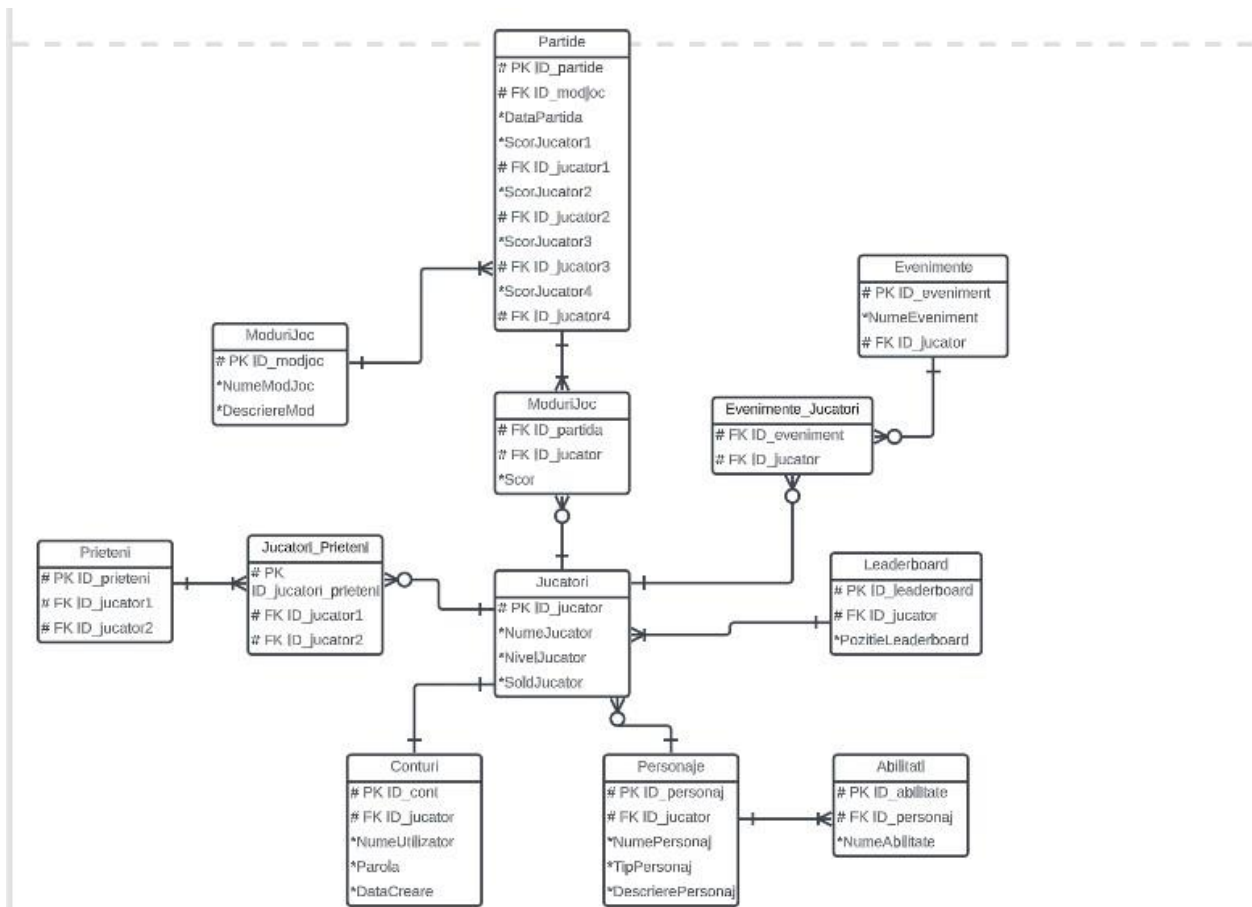 Partide
# PK ID_partide
# FK ID_modjoc
*DataPartida
*ScorJucator1
# FK ID_jucator1
*ScorJucator2
# FK ID_jucator2
*ScorJucator3
# FK ID_jucator3
*ScorJucator4
# FK ID_jucator4
Evenimente
# PK ID_eveniment
*NumeEveniment
# FK ID_jucator
ModuriJoc
# PK ID_modjoc
*NumeModJoc
*DescriereMod
ModuriJoc
# FK ID_partida
# FK ID_jucator
*Scor
Evenimente_Jucatori
# FK ID_eveniment
# FK ID_jucator
Prieteni
# PK ID_prieteni
# FK ID_jucator1
# FK ID_jucator2
Jucatori_Prieteni
# PK
ID_jucatori_prieteni
# FK ID_jucator1
# FK ID_jucator2
Jucatori
# PK ID_jucator
*NumeJucator
*NivelJucator
*SoldJucator
Leaderboard
# PK ID_leaderboard
# FK ID_jucator
*PozitieLeaderboard
Conturi
# PK ID_cont
# FK ID_jucator
*NumeUtilizator
*Parola
*DataCreare
Personaje
# PK ID_personaj
# FK ID_jucator
*NumePersonaj
*TipPersonaj
*DescrierePersonaj
Abilitati
# PK ID_abilitate
# FK ID_personaj
*NumeAbilitate